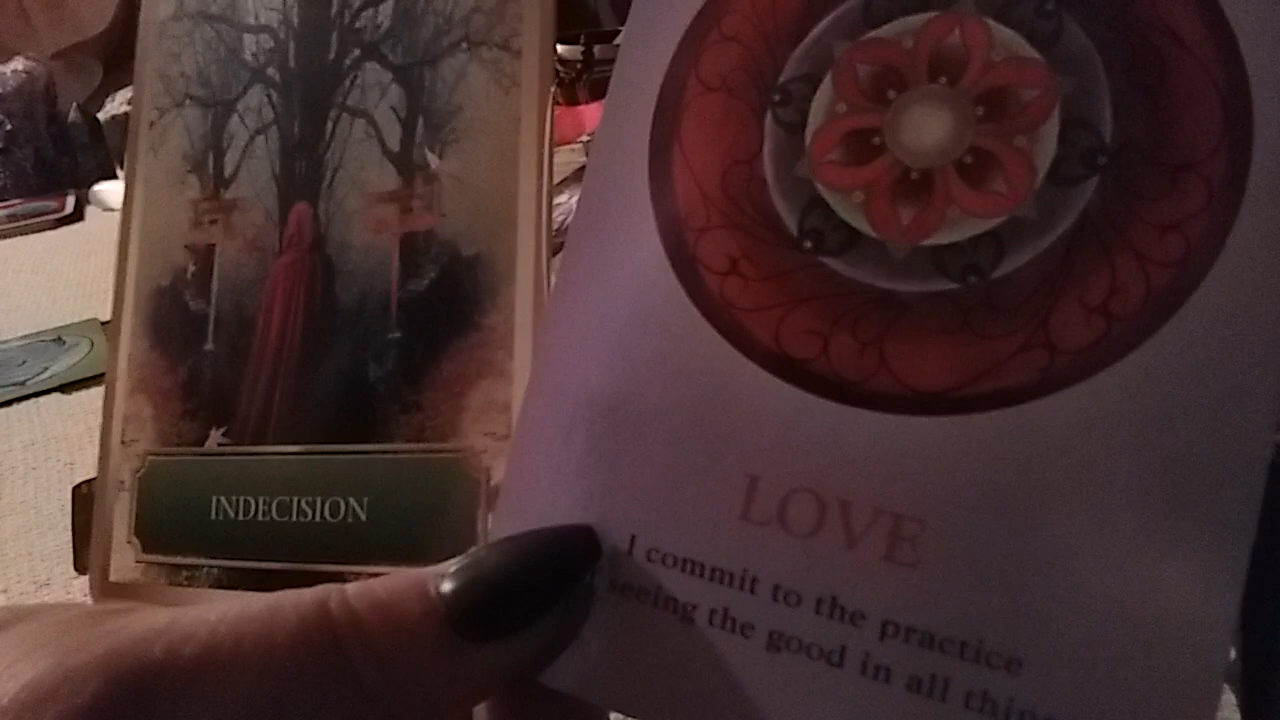 INDECISION
LOVE
I commit to the practice
seeing the good in all